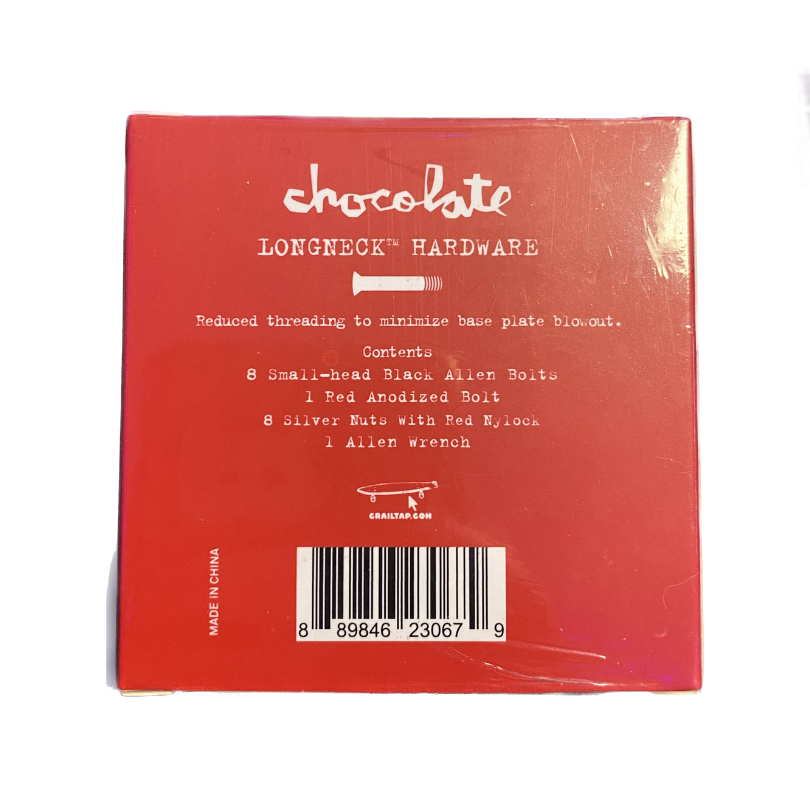 chocolate
LONGNECK™ HARDWARE
Reduced threading to minimize base plate blowout.
Contents
8 Small-head Black Allen Bolts
1 Red Anodized Bolt
8 Silver Nuts With Red Nylock
1 Allen Wrench
CRAILTAP.COM
MADE IN CHINA
8 89846 23067 9